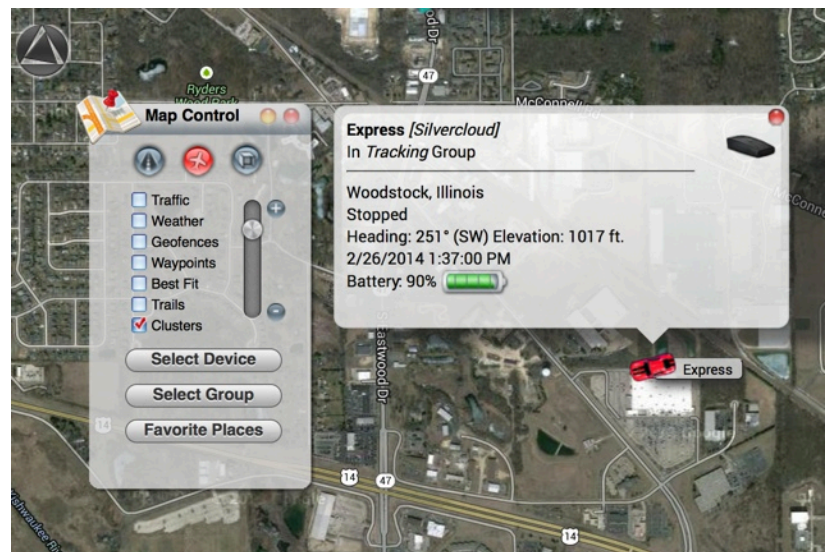 47
Ryders
Wood Park
McConnell Rd
Map Control
Traffic
Weather
Geofences
Waypoints
Best Fit
Trails
Clusters
Select Device
Select Group
Favorite Places
Express [Silvercloud]
In Tracking Group
Woodstock, Illinois
Stopped
Heading: 251° (SW) Elevation: 1017 ft.
2/26/2014 1:37:00 PM
Battery: 90%
Express
S Eastwood Dr
14
14
47
14